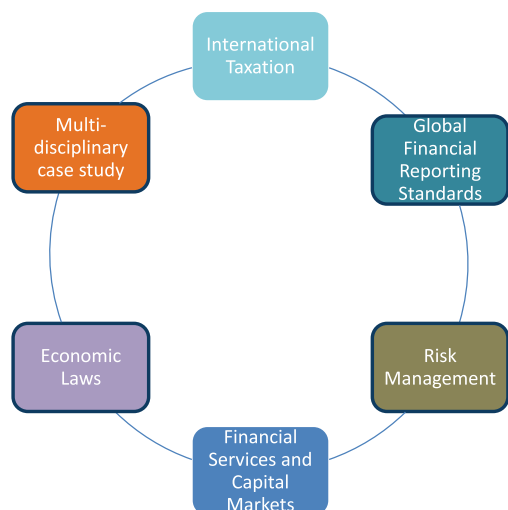 International
Taxation
Global
Financial
Reporting
Standards
Risk
Management
Financial
Services and
Capital
Markets
Economic
Laws
Multi-
disciplinary
case study